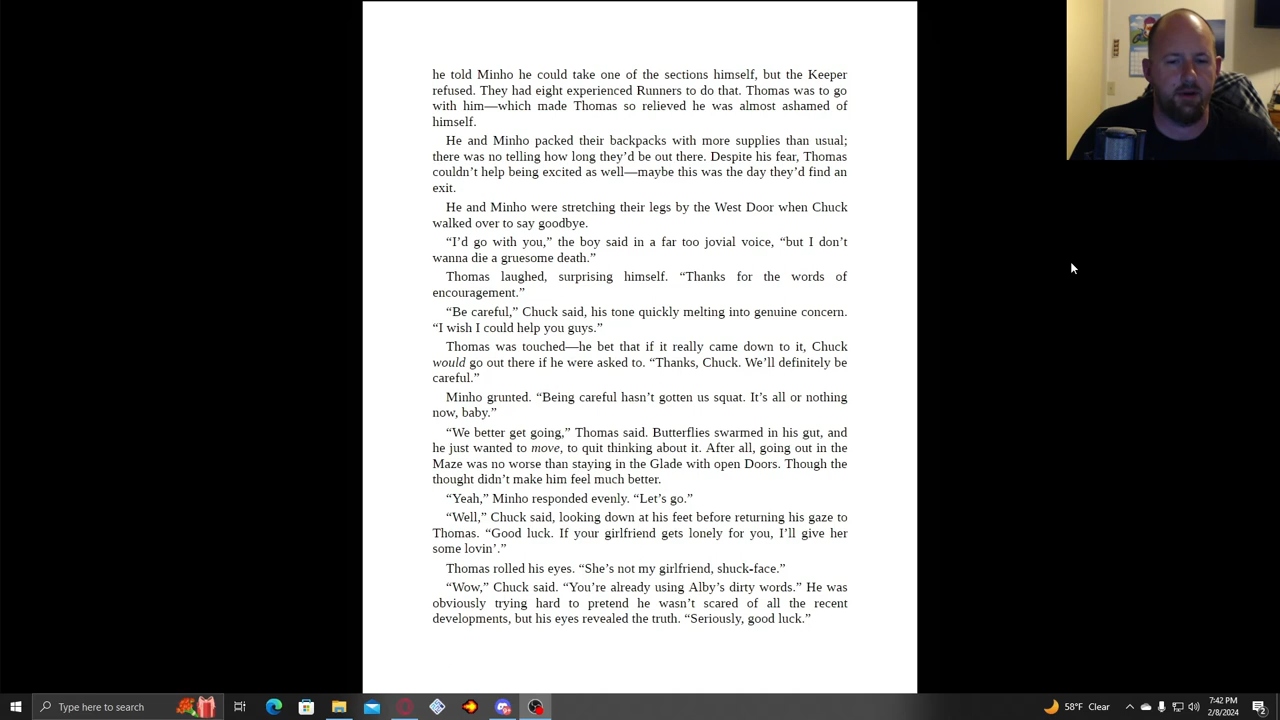 he told Minho he could take one of the sections himself, but the Keeper
refused. They had eight experienced Runners to do that. Thomas was to go
with him—which made Thomas so relieved he was almost ashamed of
himself.
He and Minho packed their backpacks with more supplies than usual;
there was no telling how long they’d be out there. Despite his fear, Thomas
couldn’t help being excited as well—maybe this was the day they’d find an
exit.
He and Minho were stretching their legs by the West Door when Chuck
walked over to say goodbye.
“I’d go with you,” the boy said in a far too jovial voice, “but I don’t
wanna die a gruesome death.”
Thomas laughed, surprising himself. “Thanks for the words of
encouragement.”
“Be careful,” Chuck said, his tone quickly melting into genuine concern.
“I wish I could help you guys.”
Thomas was touched—he bet that if it really came down to it, Chuck
would go out there if he were asked to. “Thanks, Chuck. We’ll definitely be
careful.”
Minho grunted. “Being careful hasn’t gotten us squat. It’s all or nothing
now, baby.”
“We better get going,” Thomas said. Butterflies swarmed in his gut, and
he just wanted to move, to quit thinking about it. After all, going out in the
Maze was no worse than staying in the Glade with open Doors. Though the
thought didn’t make him feel much better.
“Yeah,” Minho responded evenly. “Let’s go.”
“Well,” Chuck said, looking down at his feet before returning his gaze to
Thomas. “Good luck. If your girlfriend gets lonely for you, I’ll give her
some lovin’.”
Thomas rolled his eyes. “She’s not my girlfriend, shuck-face.”
“Wow,” Chuck said. “You’re already using Alby’s dirty words.” He was
obviously trying hard to pretend he wasn’t scared of all the recent
developments, but his eyes revealed the truth. “Seriously, good luck.”
Type here to search
58°F Clear
7:42 PM
2/8/2024
2